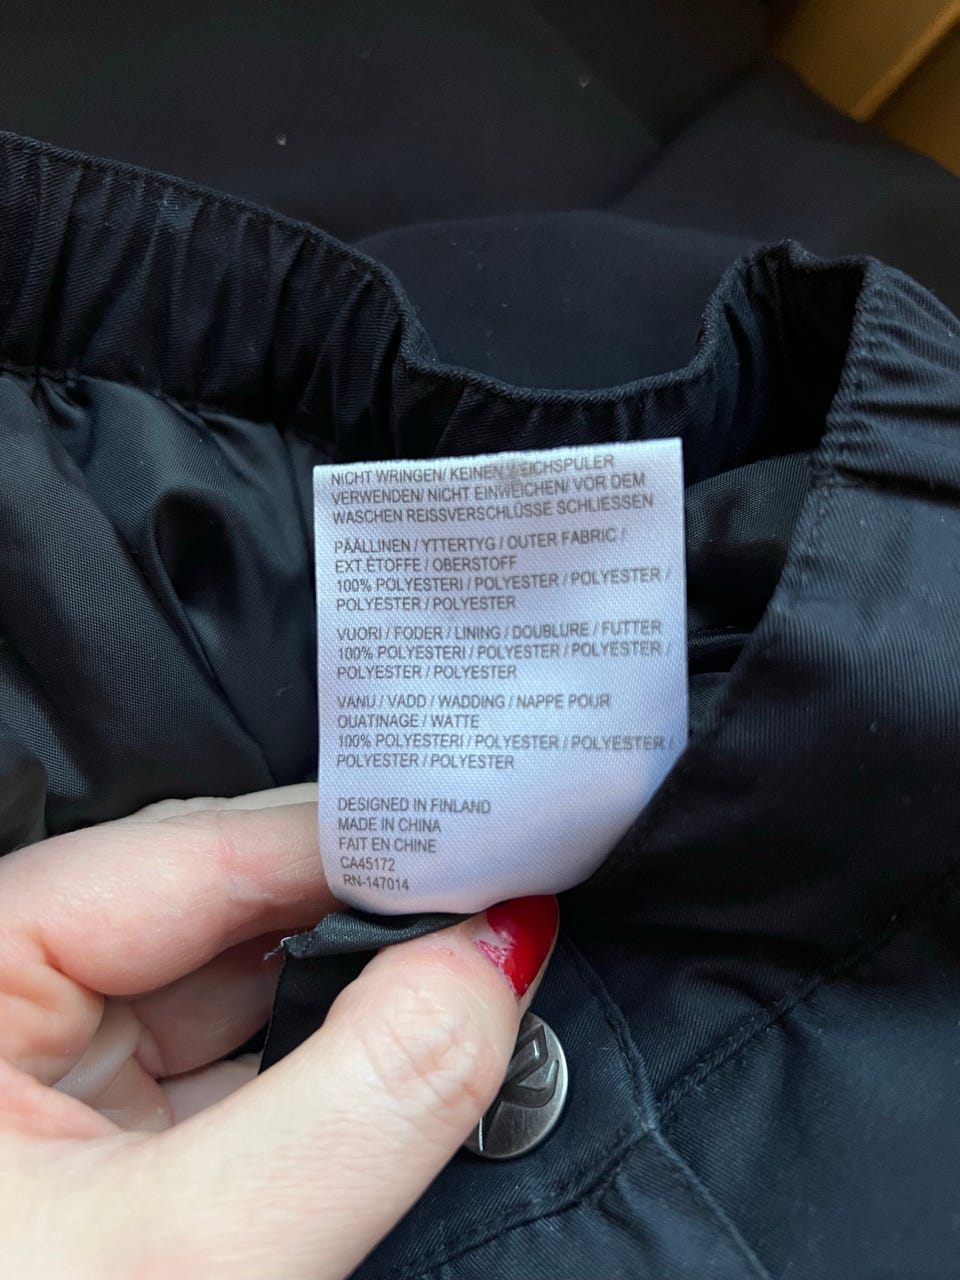 NICHT WRINGEN/ KEINEN WEICHSPÜLER
VERWENDEN/ NICHT EINWEICHEN/ VOR DEM
WASCHEN REISSVERSCHLÜSSE SCHLIESSEN
PÄÄLLINEN / YTTERTYG / OUTER FABRIC /
EXT.ÉTOFFE / OBERSTOFF
100% POLYESTERI / POLYESTER / POLYESTER /
POLYESTER / POLYESTER
VUORI / FODER / LINING / DOUBLURE / FUTTER
100% POLYESTERI / POLYESTER / POLYESTER /
POLYESTER / POLYESTER
VANU / VADD / WADDING / NAPPE POUR
OUATINAGE / WATTE
100% POLYESTERI / POLYESTER / POLYESTER /
POLYESTER / POLYESTER
DESIGNED IN FINLAND
MADE IN CHINA
FAIT EN CHINE
CA45172
RN-147014